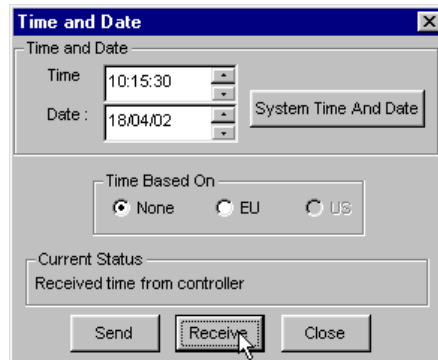 Time and Date
Time and Date
Time 10:15:30
Date : 18/04/02
System Time And Date
Time Based On
None EU US
Current Status
Received time from controller
Send Receive Close